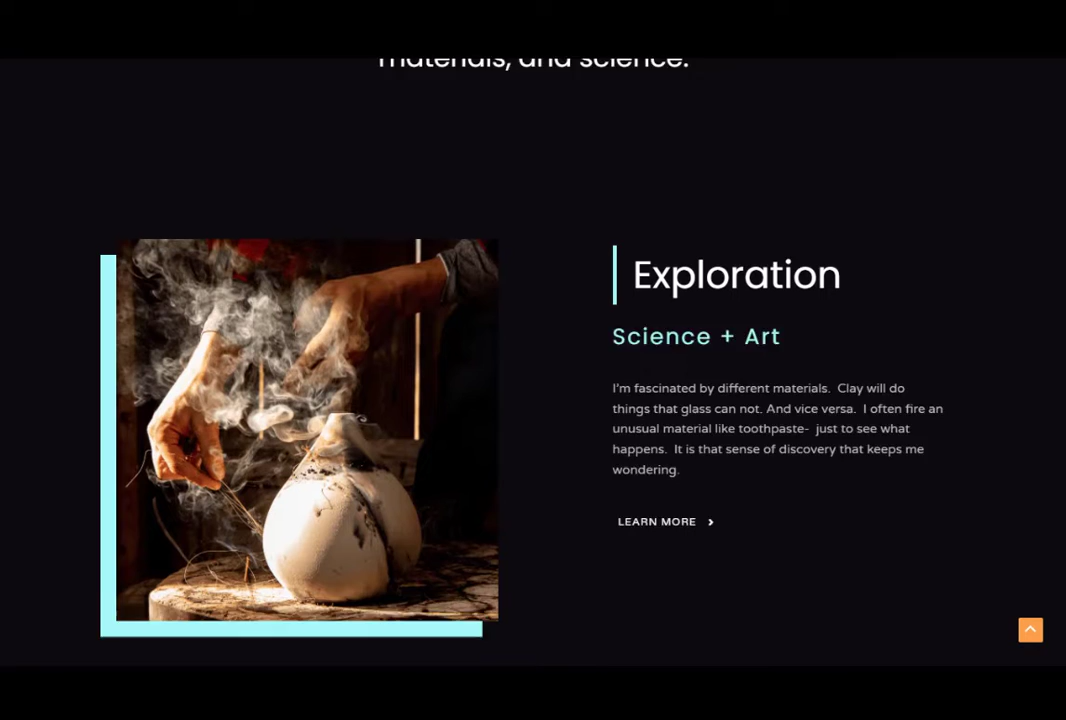 materials, and science.
Exploration
Science + Art
I'm fascinated by different materials.  Clay will do
things that glass can not. And vice versa.  I often fire an
unusual material like toothpaste-  just to see what
happens.  It is that sense of discovery that keeps me
wondering.
LEARN MORE